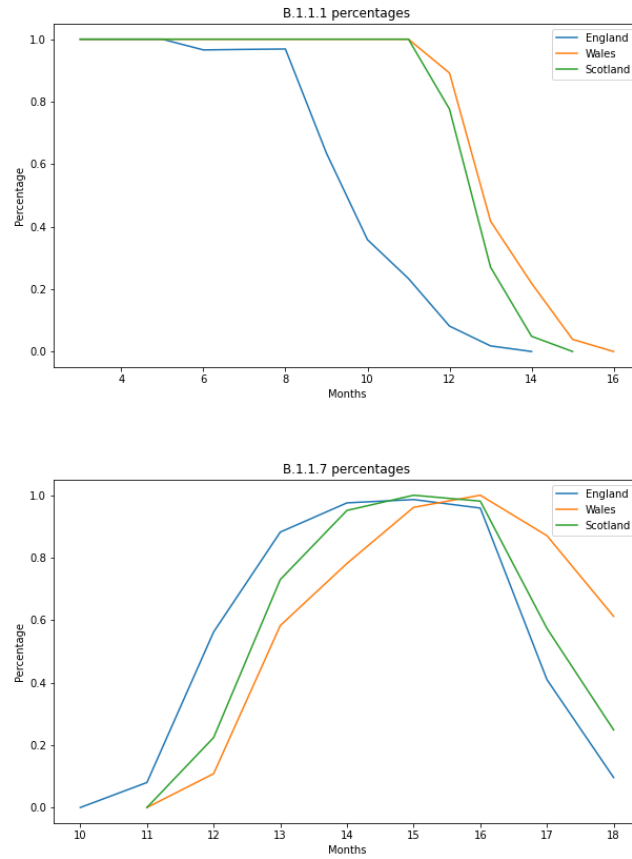 B.1.1.1 percentages
1.0
0.8
0.6
0.4
0.2
0.0
Percentage
England
Wales
Scotland
4 6 8 10 12 14 16
Months
B.1.1.7 percentages
1.0
0.8
0.6
0.4
0.2
0.0
Percentage
England
Wales
Scotland
10 11 12 13 14 15 16 17 18
Months